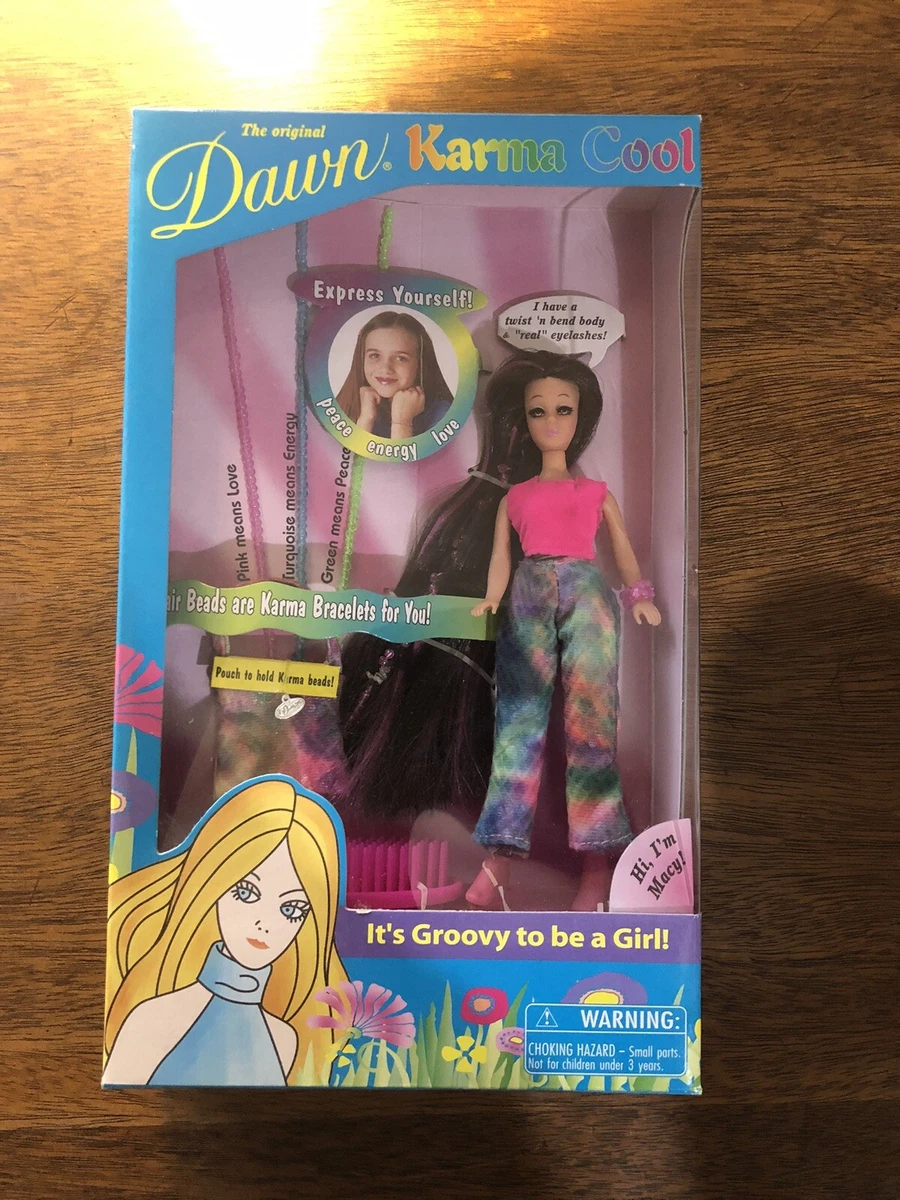 The original
Dawn® Karma Cool
Express Yourself!
peace energy love
I have a
twist 'n bend body
& "real" eyelashes!
Pink means Love
Turquoise means Energy
Green means Peace
Beads are Karma Bracelets for You!
Pouch to hold Karma beads!
Hi, I'm
Macy!
It's Groovy to be a Girl!
WARNING:
CHOKING HAZARD – Small parts.
Not for children under 3 years.